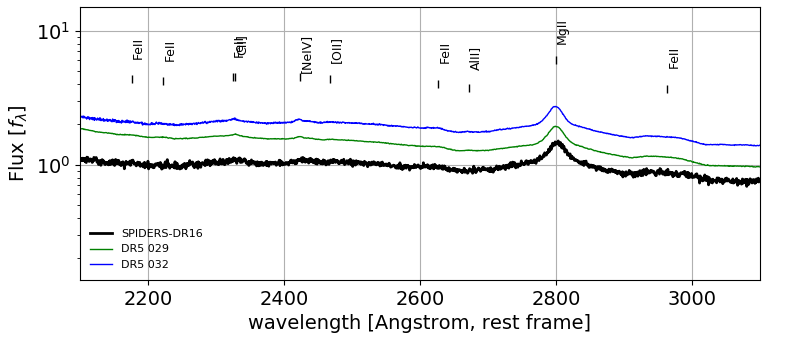 Flux [fλ]
10¹
10⁰
FeII
FeII
FeII
CII]
[NeIV]
[OII]
FeII
AlII]
MgII
FeII
SPIDERS-DR16
DR5 029
DR5 032
2200 2400 2600 2800 3000
wavelength [Angstrom, rest frame]